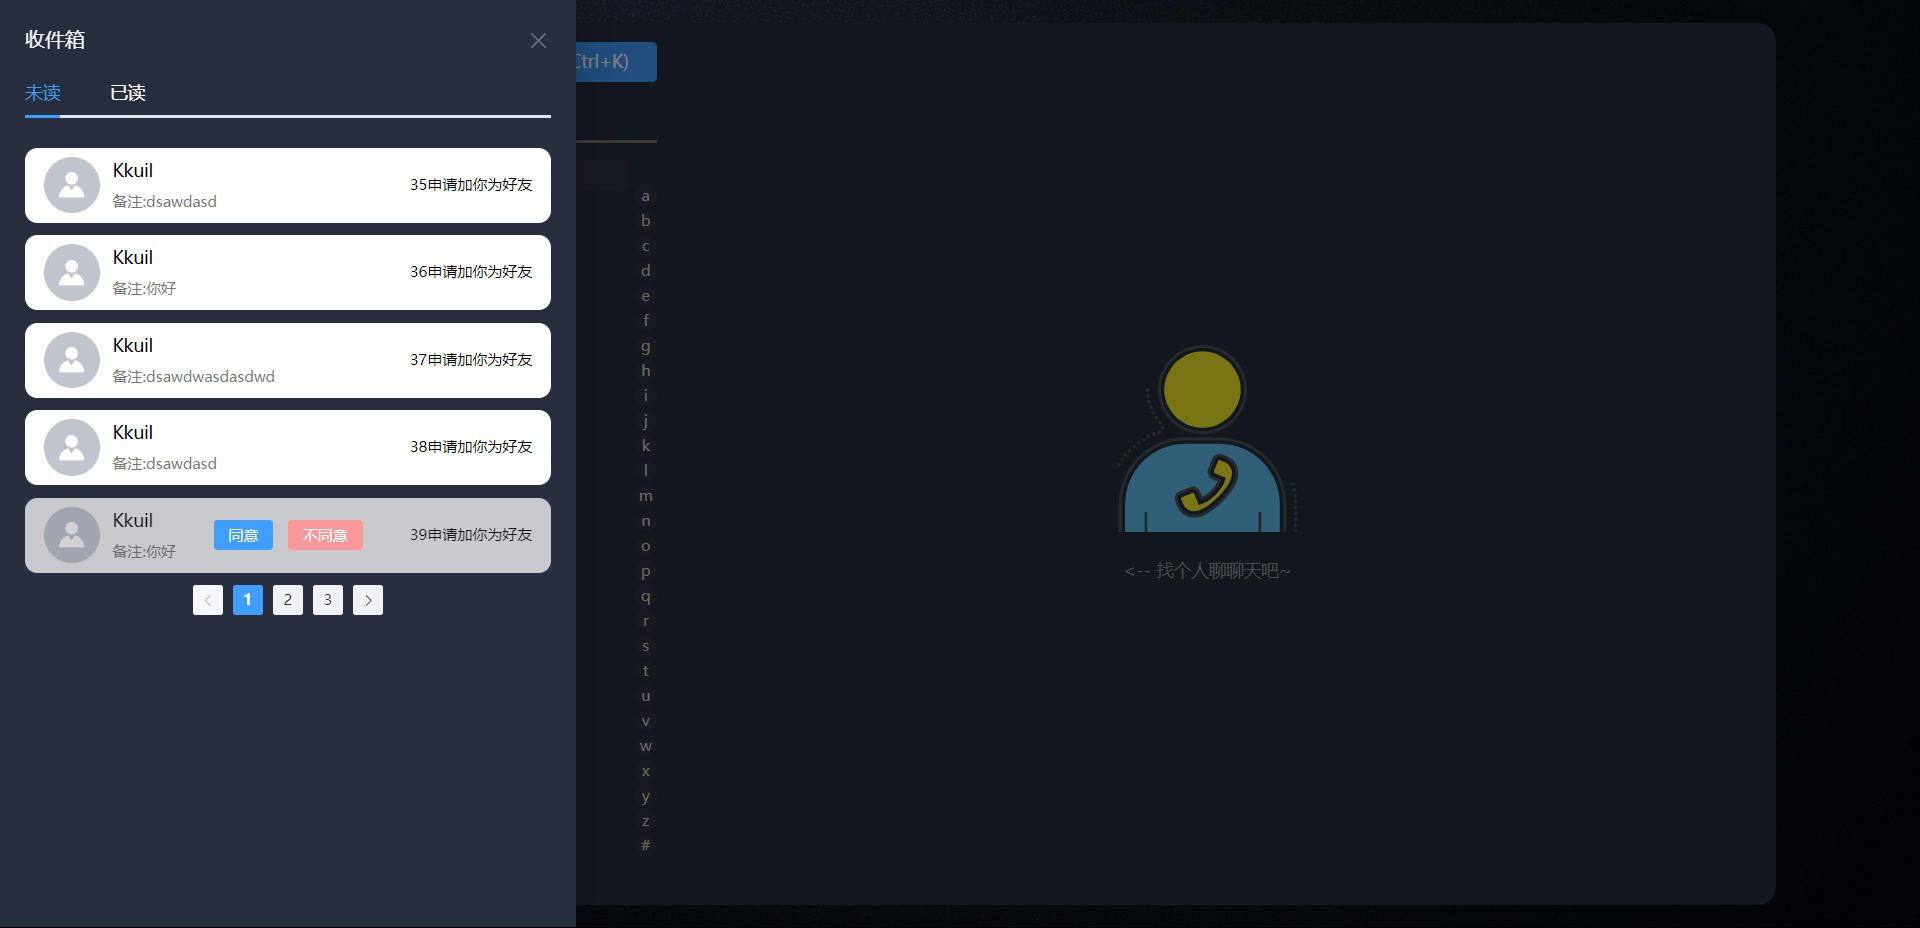 收件箱
未读 已读
Kkuil
备注:dsawdasd
35申请加你为好友
Kkuil
备注:你好
36申请加你为好友
Kkuil
备注:dsawdwasdasdwd
37申请加你为好友
Kkuil
备注:dsawdasd
38申请加你为好友
Kkuil
备注:你好
同意 不同意
39申请加你为好友
1 2 3
Ctrl+K)
a
b
c
d
e
f
g
h
i
j
k
l
m
n
o
p
q
r
s
t
u
v
w
x
y
z
#
<-- 找个人聊聊天吧~